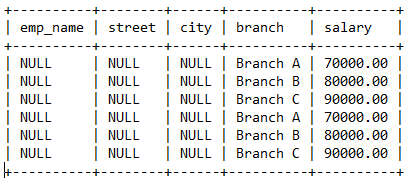 +----------+--------+------+----------+----------+
| emp_name | street | city | branch   | salary   |
+----------+--------+------+----------+----------+
| NULL     | NULL   | NULL | Branch A | 70000.00 |
| NULL     | NULL   | NULL | Branch B | 80000.00 |
| NULL     | NULL   | NULL | Branch C | 90000.00 |
| NULL     | NULL   | NULL | Branch A | 70000.00 |
| NULL     | NULL   | NULL | Branch B | 80000.00 |
| NULL     | NULL   | NULL | Branch C | 90000.00 |
+----------+--------+------+----------+----------+